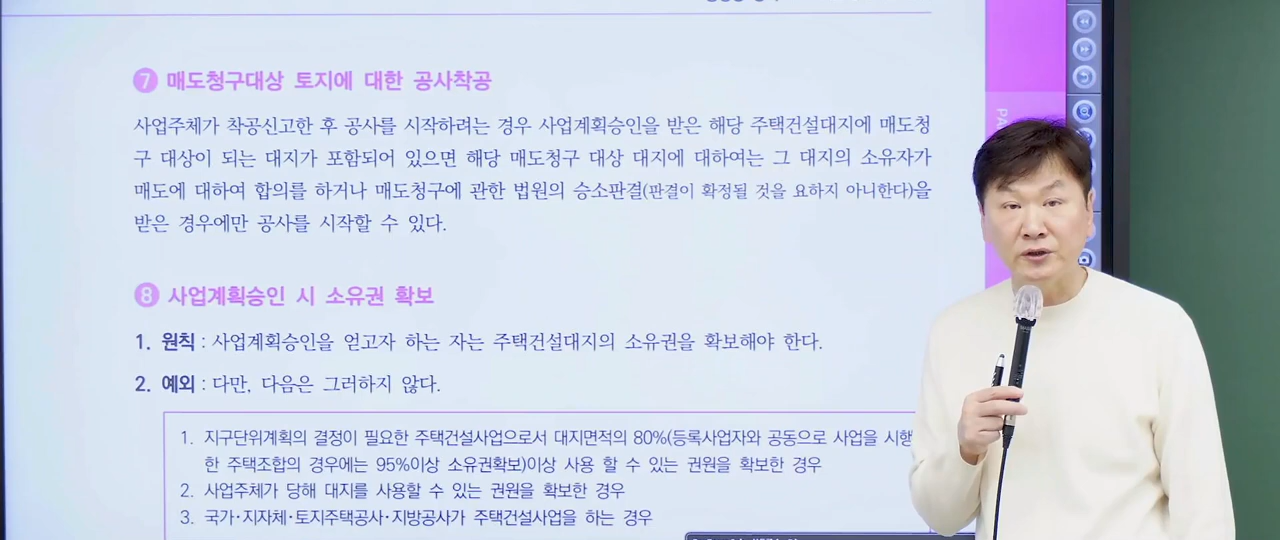 7 매도청구대상 토지에 대한 공사착공
사업주체가 착공신고한 후 공사를 시작하려는 경우 사업계획승인을 받은 해당 주택건설대지에 매도청
구 대상이 되는 대지가 포함되어 있으면 해당 매도청구 대상 대지에 대하여는 그 대지의 소유자가
매도에 대하여 합의를 하거나 매도청구에 관한 법원의 승소판결(판결이 확정될 것을 요하지 아니한다)을
받은 경우에만 공사를 시작할 수 있다.
8 사업계획승인 시 소유권 확보
1. 원칙 : 사업계획승인을 얻고자 하는 자는 주택건설대지의 소유권을 확보해야 한다.
2. 예외 : 다만, 다음은 그러하지 않다.
1. 지구단위계획의 결정이 필요한 주택건설사업으로서 대지면적의 80%(등록사업자와 공동으로 사업을 시행
한 주택조합의 경우에는 95%이상 소유권확보)이상 사용 할 수 있는 권원을 확보한 경우
2. 사업주체가 당해 대지를 사용할 수 있는 권원을 확보한 경우
3. 국가·지자체·토지주택공사·지방공사가 주택건설사업을 하는 경우
PA